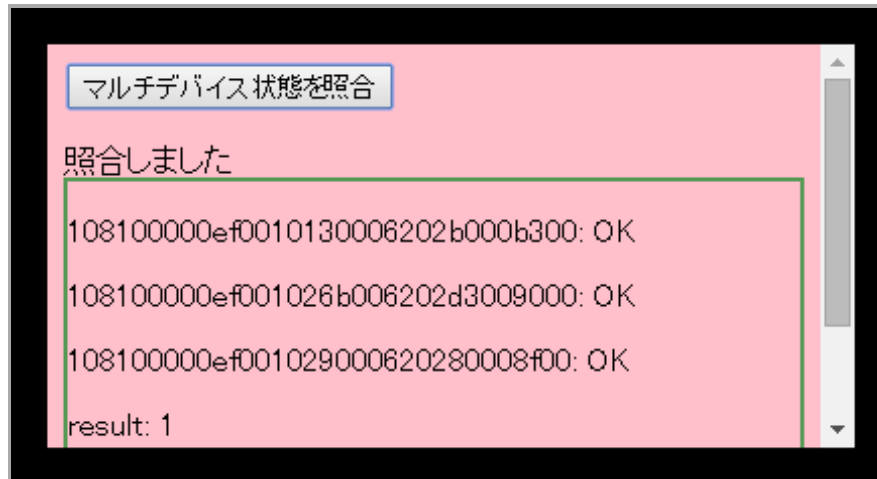 マルチデバイス状態を照合
照合しました
108100000ef0010130006202b000b300: OK
108100000ef001026b006202d3009000: OK
108100000ef001029000620280008f00: OK
result: 1